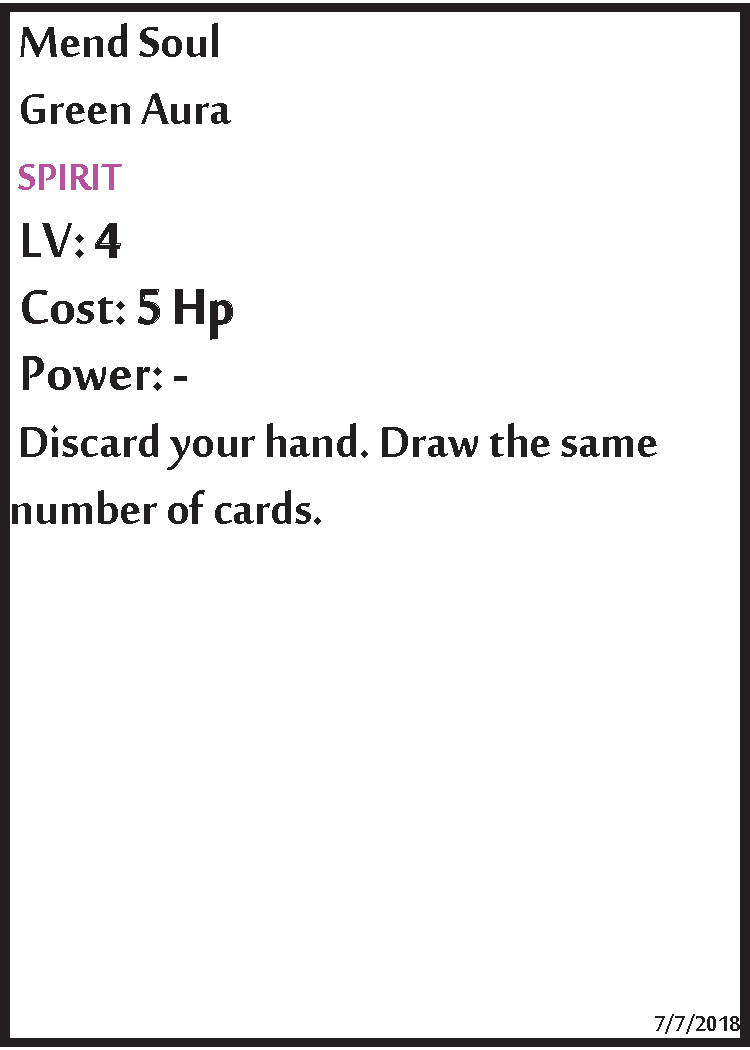 Mend Soul
Green Aura
SPIRIT
LV: 4
Cost: 5 Hp
Power: -
Discard your hand. Draw the same
number of cards.
7/7/2018